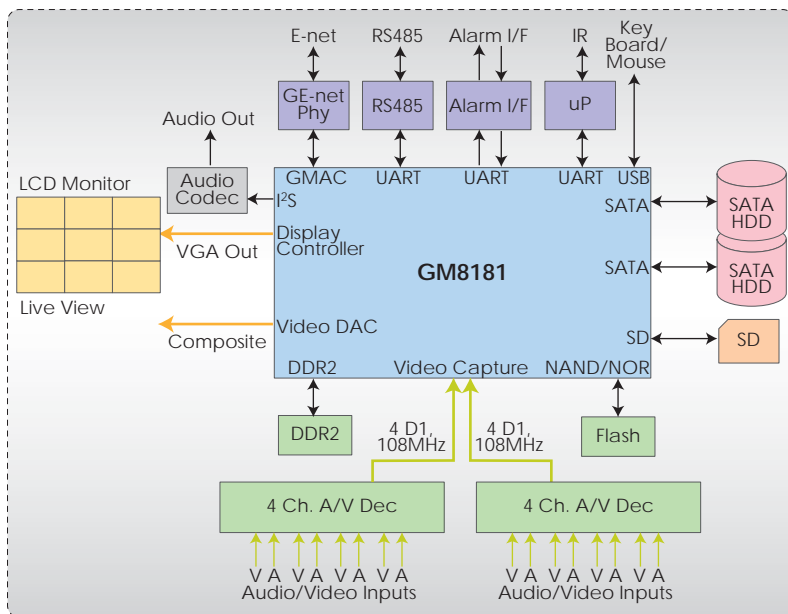 E-net
RS485
Alarm I/F
IR
Key
Board/
Mouse
GE-net
Phy
RS485
Alarm I/F
uP
Audio Out
LCD Monitor
Audio
Codec
GMAC
UART
UART
UART
USB
I²S
SATA
SATA
HDD
Display
Controller
VGA Out
GM8181
SATA
SATA
HDD
Live View
Video DAC
Composite
SD
SD
DDR2
Video Capture
NAND/NOR
DDR2
4 D1,
108MHz
4 D1,
108MHz
Flash
4 Ch. A/V Dec
4 Ch. A/V Dec
V A V A V A V A
Audio/Video Inputs
V A V A V A V A
Audio/Video Inputs